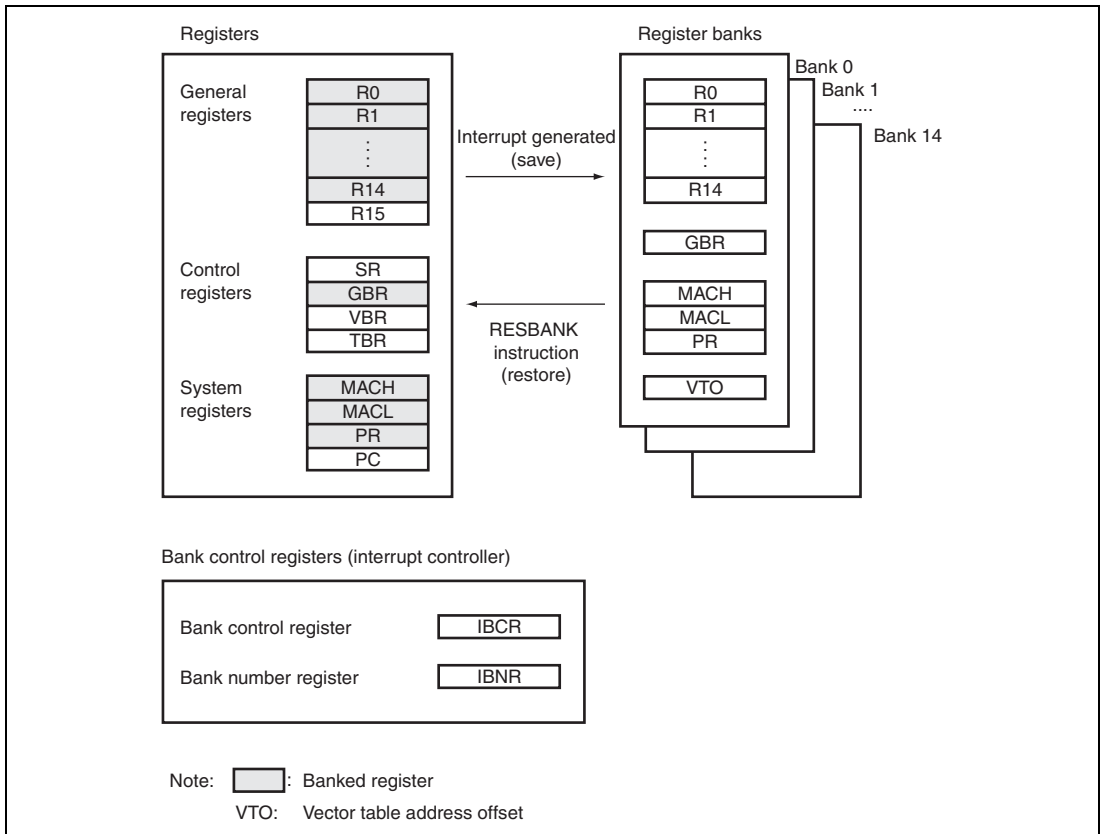 Registers
General
registers
R0
R1
⋮
R14
R15
Control
registers
SR
GBR
VBR
TBR
System
registers
MACH
MACL
PR
PC
Interrupt generated
(save)
RESBANK
instruction
(restore)
Register banks
Bank 0
Bank 1
....
Bank 14
R0
R1
⋮
R14
GBR
MACH
MACL
PR
VTO
Bank control registers (interrupt controller)
Bank control register IBCR
Bank number register IBNR
Note: : Banked register
VTO: Vector table address offset